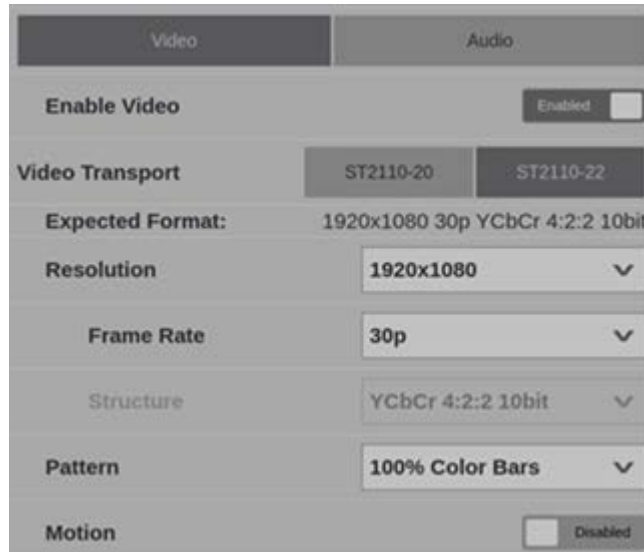 Video Audio
Enable Video Enabled
Video Transport ST2110-20 ST2110-22
Expected Format: 1920x1080 30p YCbCr 4:2:2 10bit
Resolution 1920x1080
Frame Rate 30p
Structure YCbCr 4:2:2 10bit
Pattern 100% Color Bars
Motion Disabled